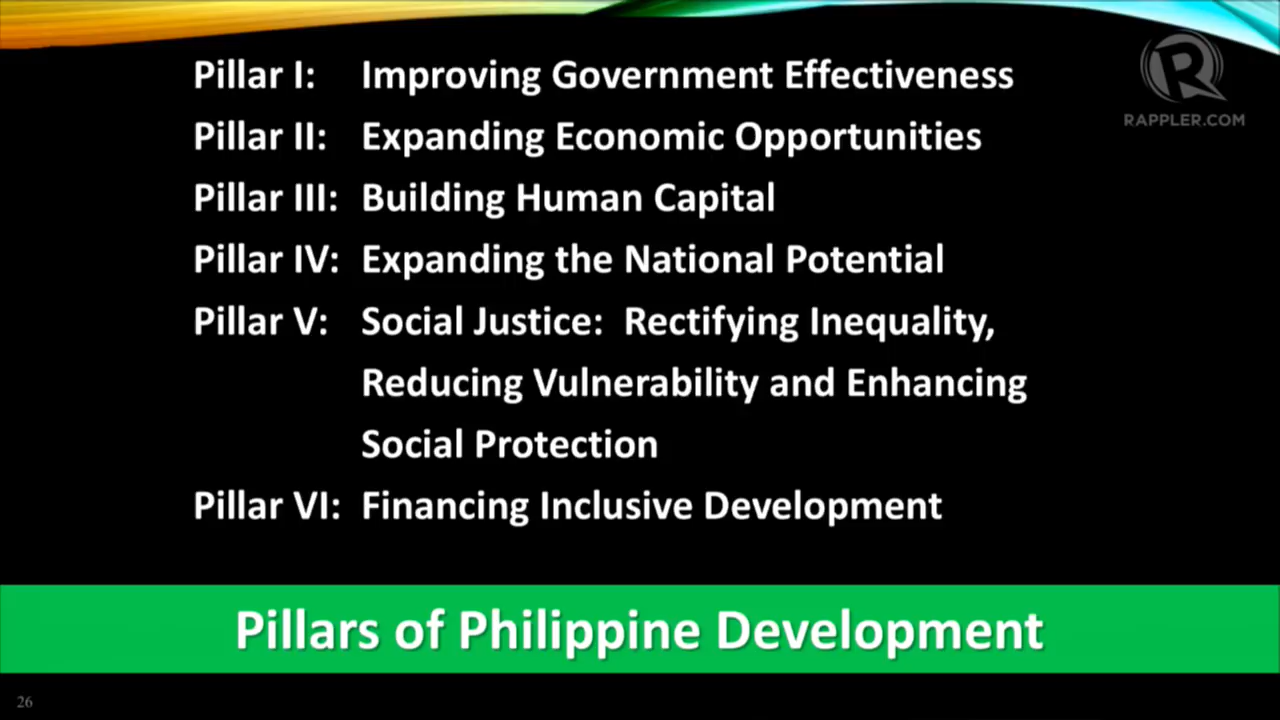 Pillar I: Improving Government Effectiveness
RAPPLER.COM
Pillar II: Expanding Economic Opportunities
Pillar III: Building Human Capital
Pillar IV: Expanding the National Potential
Pillar V: Social Justice: Rectifying Inequality,
Reducing Vulnerability and Enhancing
Social Protection
Pillar VI: Financing Inclusive Development
Pillars of Philippine Development
26